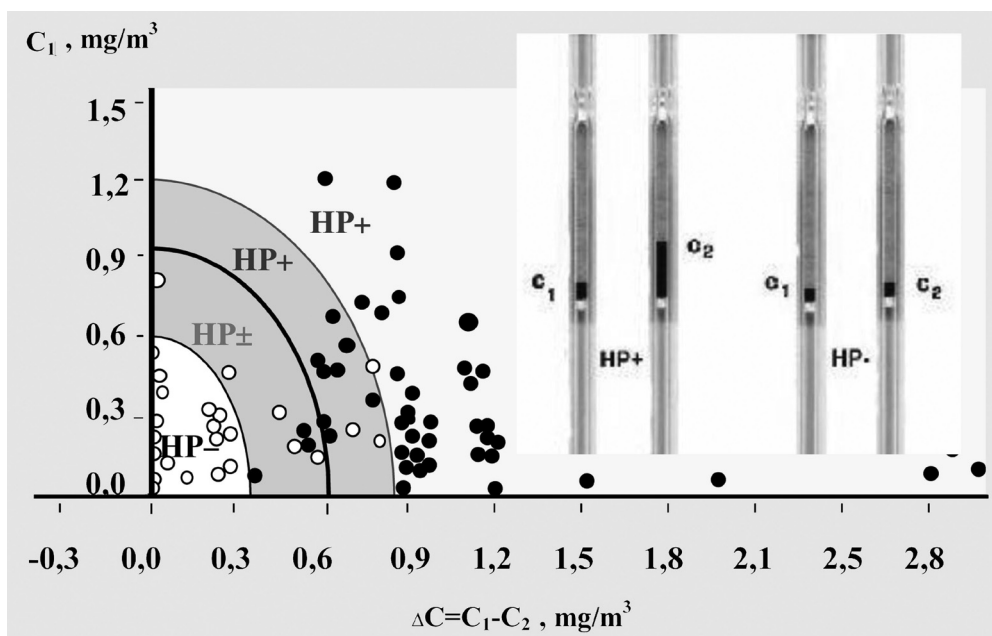 C₁ , mg/m³
1,5
1,2
0,9
0,6
0,3
0,0
HP+
HP+
HP±
HP–
C₁
C₂
HP+
C₁
C₂
HP-
-0,3 0,0 0,3 0,6 0,9 1,2 1,5 1,8 2,1 2,5 2,8
ΔC=C₁-C₂ , mg/m³